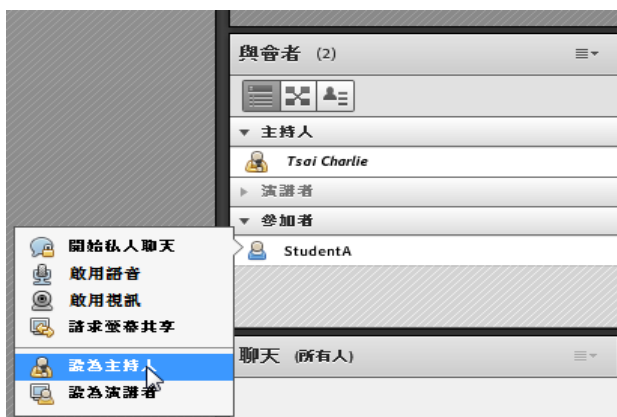 與會者 (2)
主持人
Tsai Charlie
演講者
參加者
StudentA
開始私人聊天
啟用語音
啟用視訊
請求螢幕共享
設為主持人
設為演講者
聊天 (所有人)